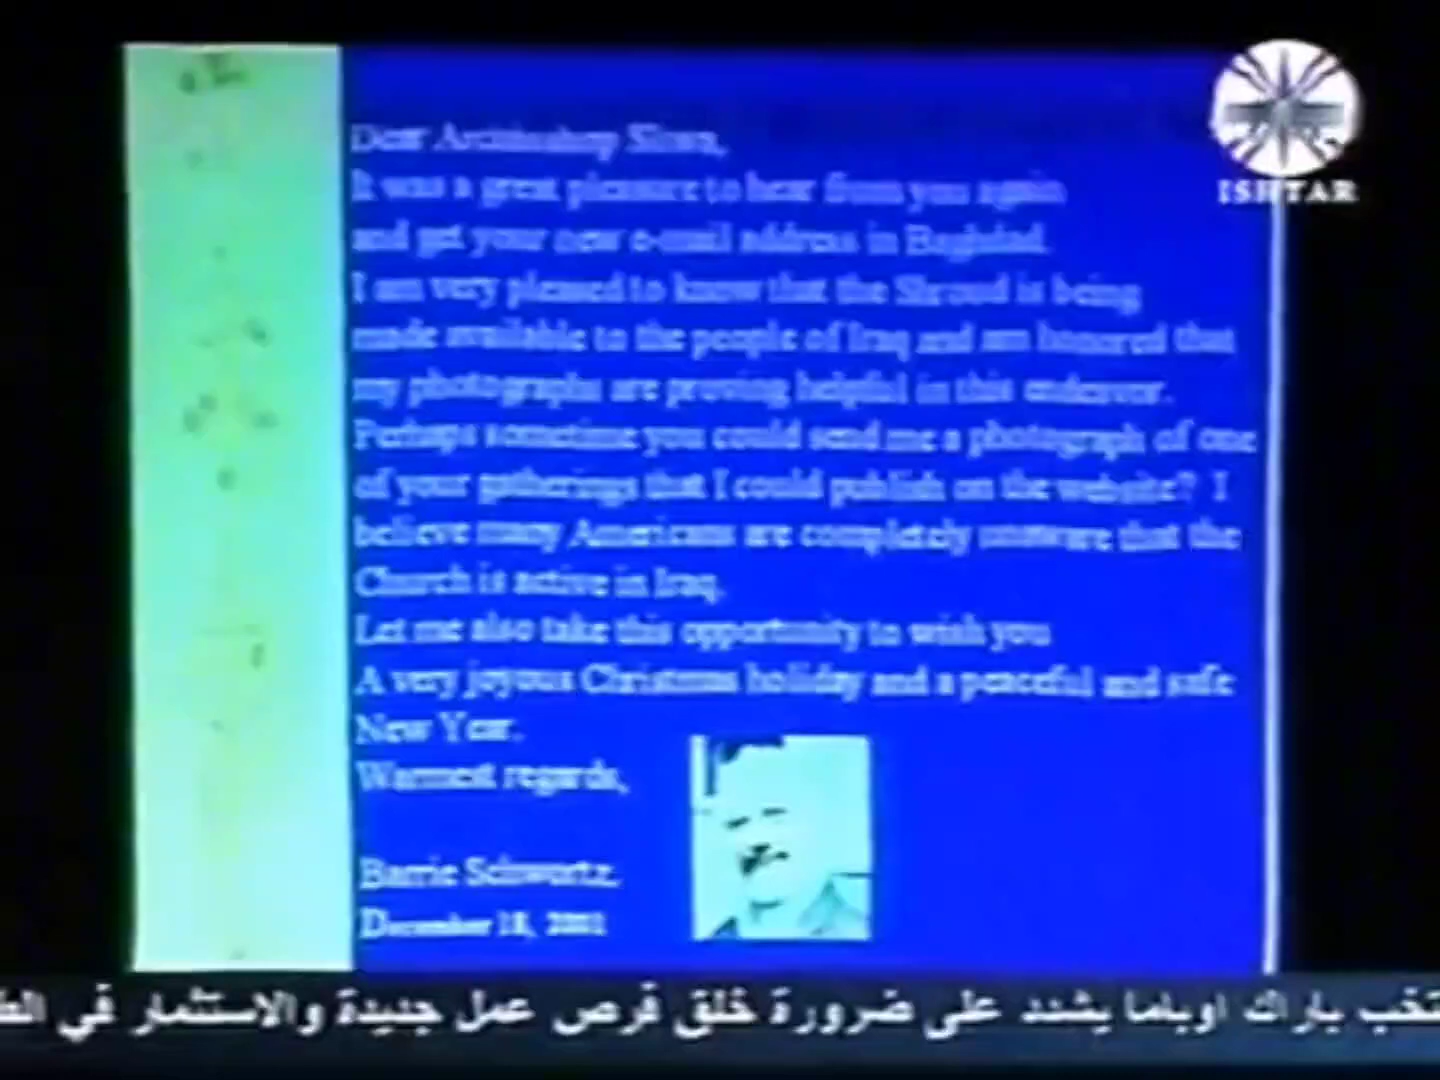 Dear Archbishop Sliwa,
It was a great pleasure to hear from you again
and get your new e-mail address in Baghdad.
I am very pleased to know that the Shroud is being
made available to the people of Iraq and am honored that
my photographs are proving helpful in this endeavor.
Perhaps sometime you could send me a photograph of one
of your gatherings that I could publish on the website? I
believe many Americans are completely unaware that the
Church is active in Iraq.
Let me also take this opportunity to wish you
A very joyous Christmas holiday and a peaceful and safe
New Year.
Warmest regards,
Barrie Schwortz.
December 18, 2001
ISHTAR
باراك اوباما يشدد على ضرورة خلق فرص عمل جديدة والاستثمار في